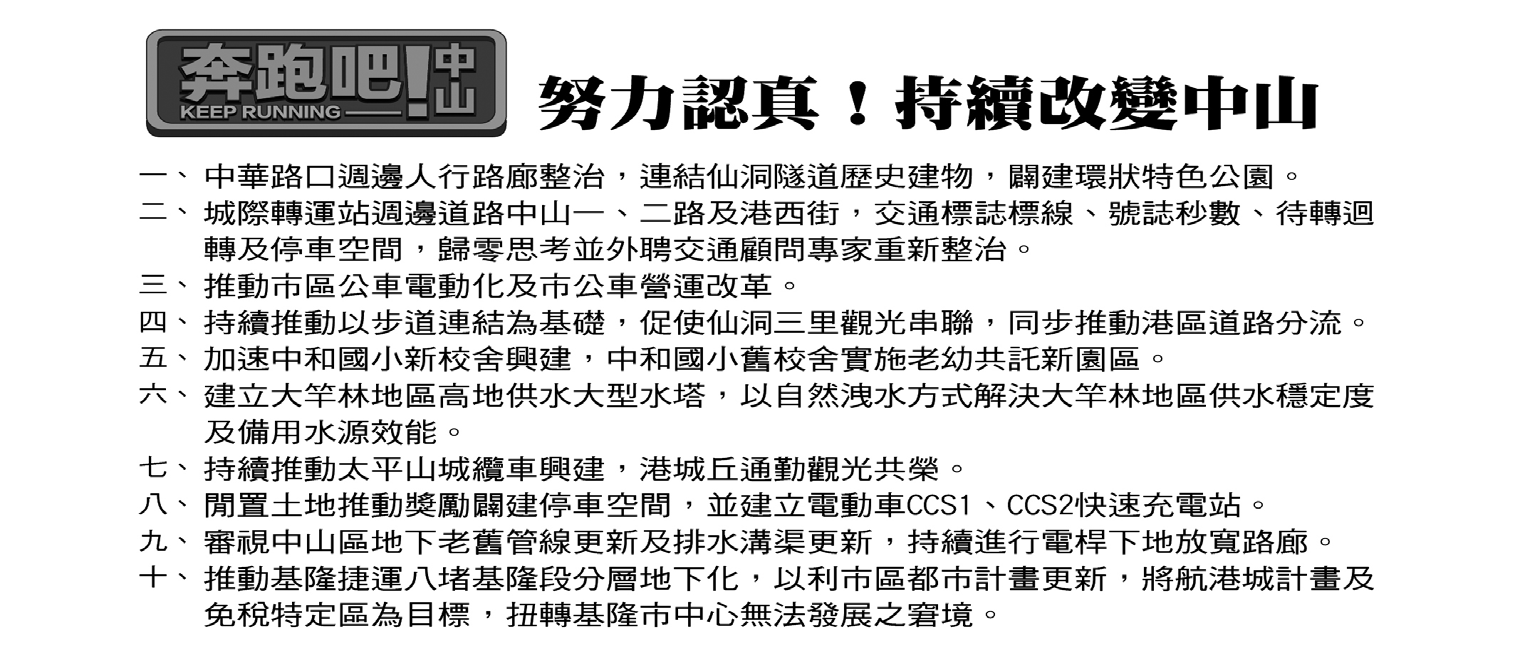 奔跑吧!中山
KEEP RUNNING
努力認真！持續改變中山
一、中華路口週邊人行路廊整治，連結仙洞隧道歷史建物，闢建環狀特色公園。
二、城際轉運站週邊道路中山一、二路及港西街，交通標誌標線、號誌秒數、待轉迴
轉及停車空間，歸零思考並外聘交通顧問專家重新整治。
三、推動市區公車電動化及市公車營運改革。
四、持續推動以步道連結為基礎，促使仙洞三里觀光串聯，同步推動港區道路分流。
五、加速中和國小新校舍興建，中和國小舊校舍實施老幼共託新園區。
六、建立大竿林地區高地供水大型水塔，以自然洩水方式解決大竿林地區供水穩定度
及備用水源效能。
七、持續推動太平山城纜車興建，港城丘通勤觀光共榮。
八、閒置土地推動獎勵闢建停車空間，並建立電動車CCS1、CCS2快速充電站。
九、審視中山區地下老舊管線更新及排水溝渠更新，持續進行電桿下地放寬路廊。
十、推動基隆捷運八堵基隆段分層地下化，以利市區都市計畫更新，將航港城計畫及
免稅特定區為目標，扭轉基隆市中心無法發展之窘境。